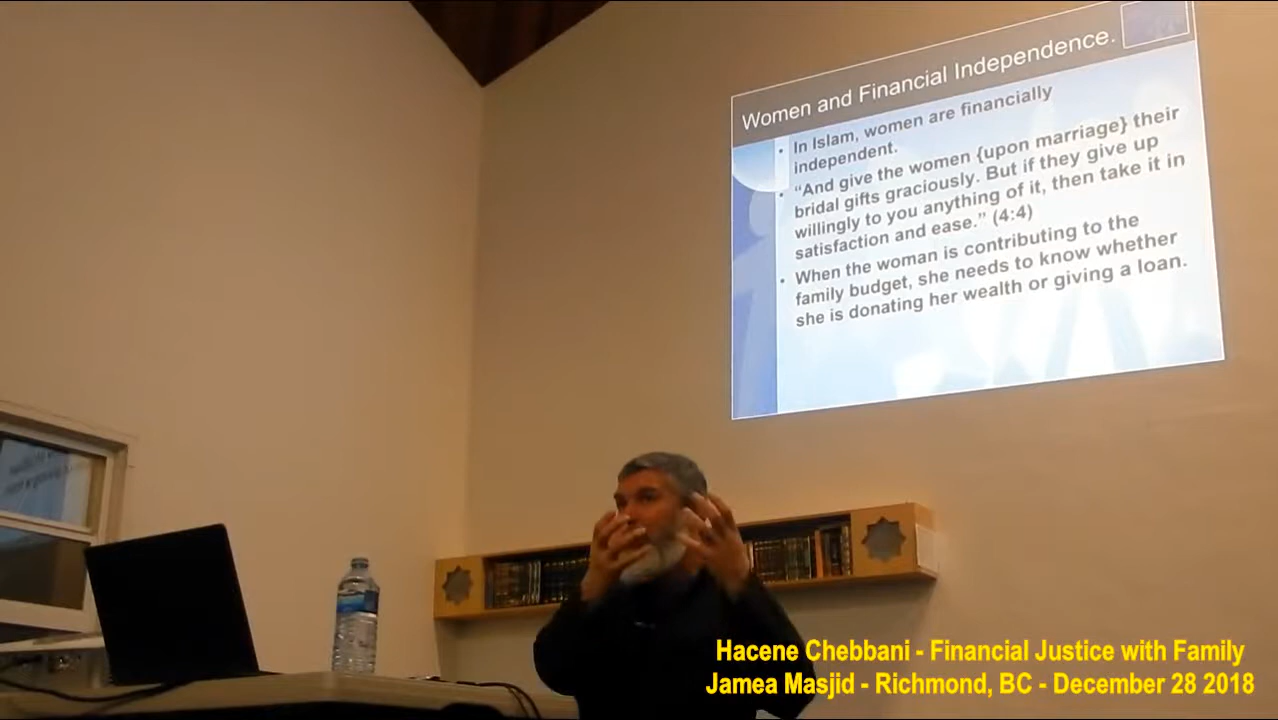 Women and Financial Independence.
• In Islam, women are financially
independent.
• “And give the women {upon marriage} their
bridal gifts graciously. But if they give up
willingly to you anything of it, then take it in
satisfaction and ease.” (4:4)
• When the woman is contributing to the
family budget, she needs to know whether
she is donating her wealth or giving a loan.
Hacene Chebbani - Financial Justice with Family
Jamea Masjid - Richmond, BC - December 28 2018